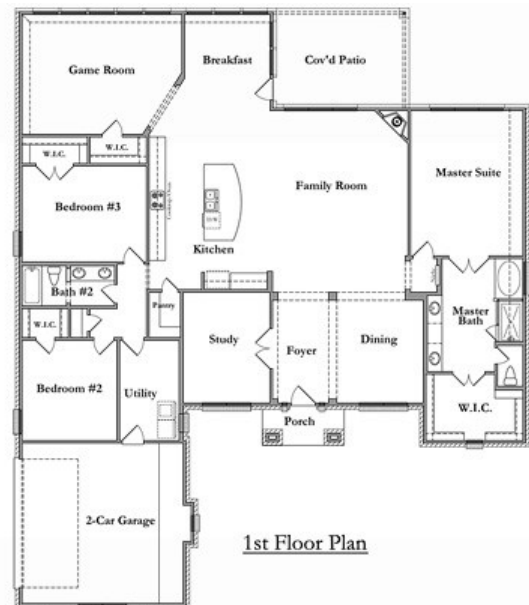 Game Room
Breakfast
Cov'd Patio
W.I.C.
W.I.C.
Bedroom #3
Family Room
Master Suite
Kitchen
Bath #2
Pantry
Master
Bath
W.I.C.
Study
Foyer
Dining
Bedroom #2
Utility
W.I.C.
Porch
2-Car Garage
1st Floor Plan